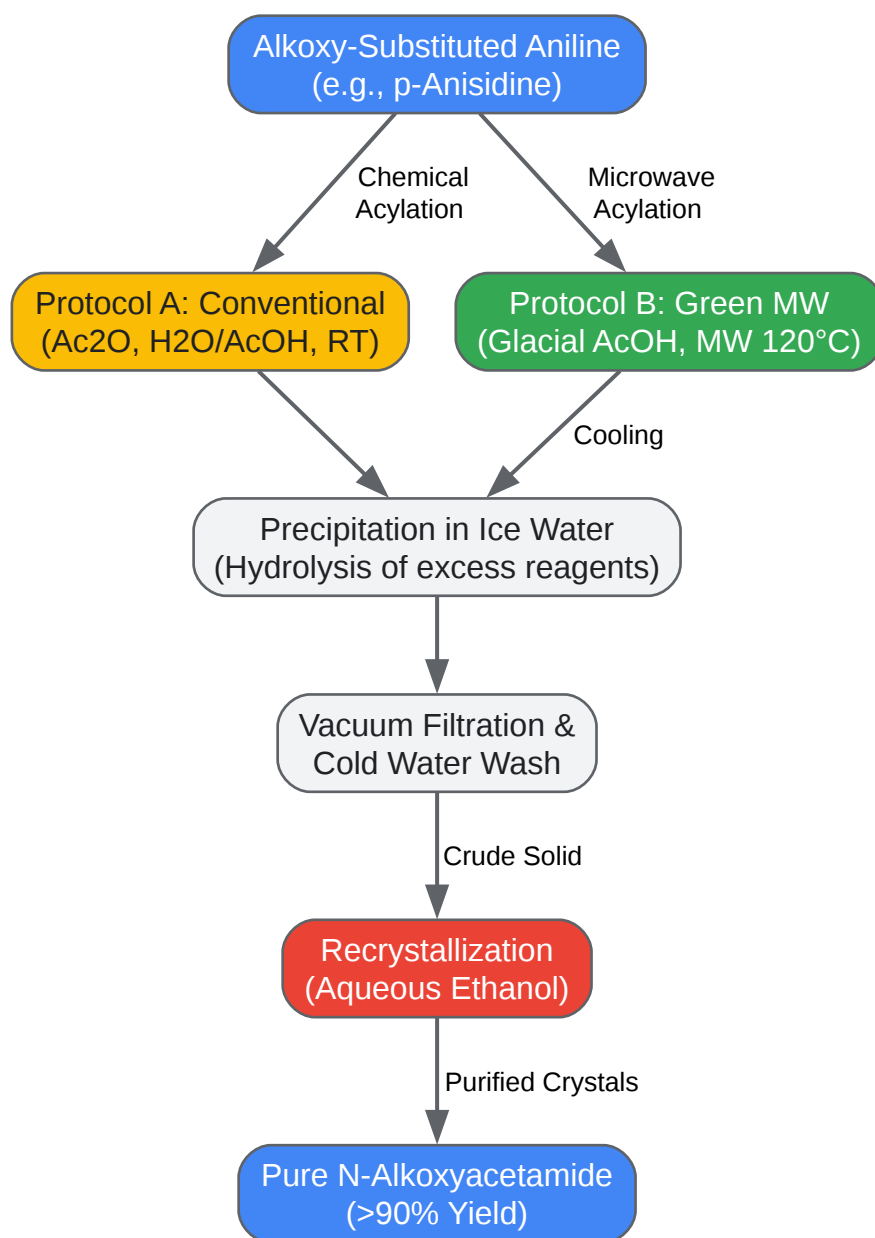 Alkoxy-Substituted Aniline
(e.g., p-Anisidine)
Chemical
Acylation
Microwave
Acylation
Protocol A: Conventional
(Ac2O, H2O/AcOH, RT)
Protocol B: Green MW
(Glacial AcOH, MW 120°C)
Cooling
Precipitation in Ice Water
(Hydrolysis of excess reagents)
Vacuum Filtration &
Cold Water Wash
Crude Solid
Recrystallization
(Aqueous Ethanol)
Purified Crystals
Pure N-Alkoxyacetamide
(>90% Yield)